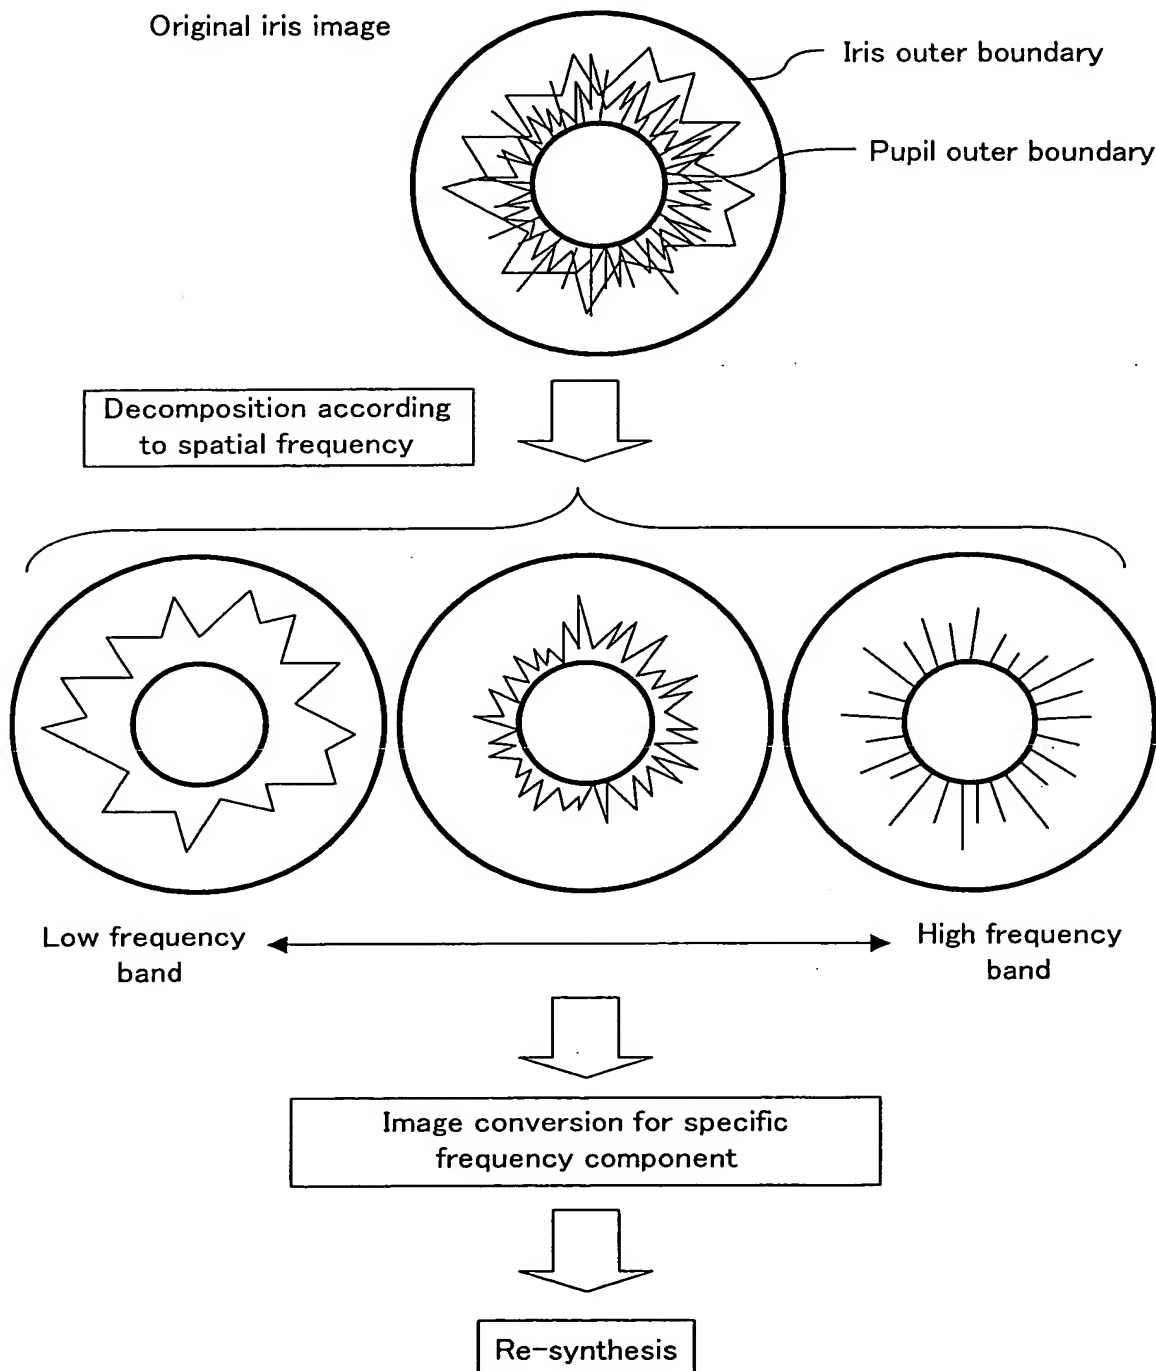 Original iris image
Iris outer boundary
Pupil outer boundary
Decomposition according
to spatial frequency
Low frequency
band
High frequency
band
Image conversion for specific
frequency component
Re-synthesis